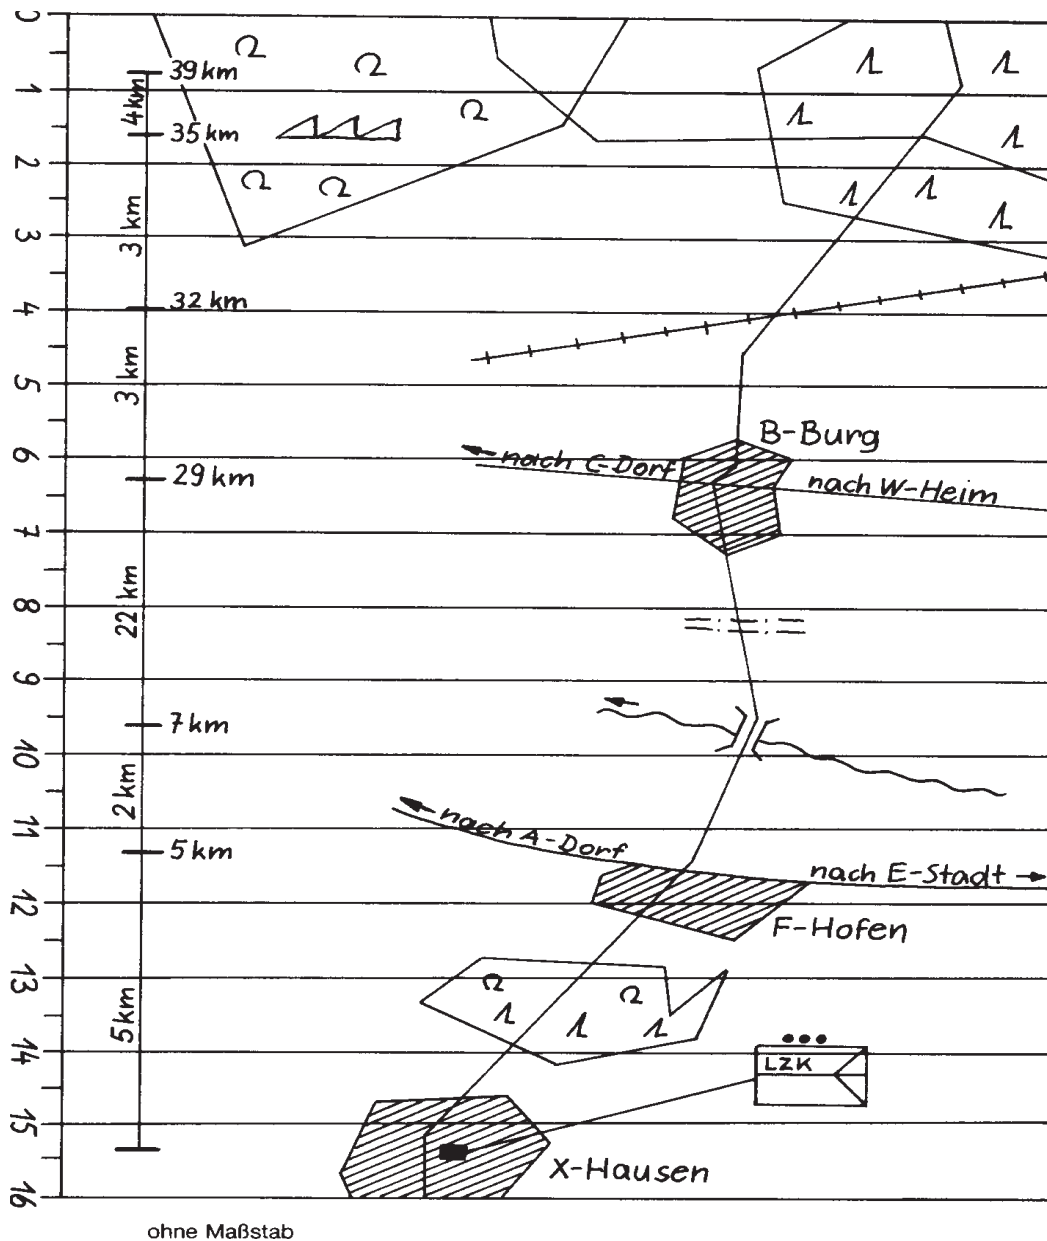 0
39 km
4 km
1
35 km
2
3 km
3
32 km
4
3 km
5
B-Burg
6
nach C-Dorf
29 km
nach W-Heim
7
22 km
8
9
7 km
10
2 km
11
nach A-Dorf
5 km
nach E-Stadt
12
F-Hofen
13
5 km
14
LZK
15
X-Hausen
16
ohne Maßstab